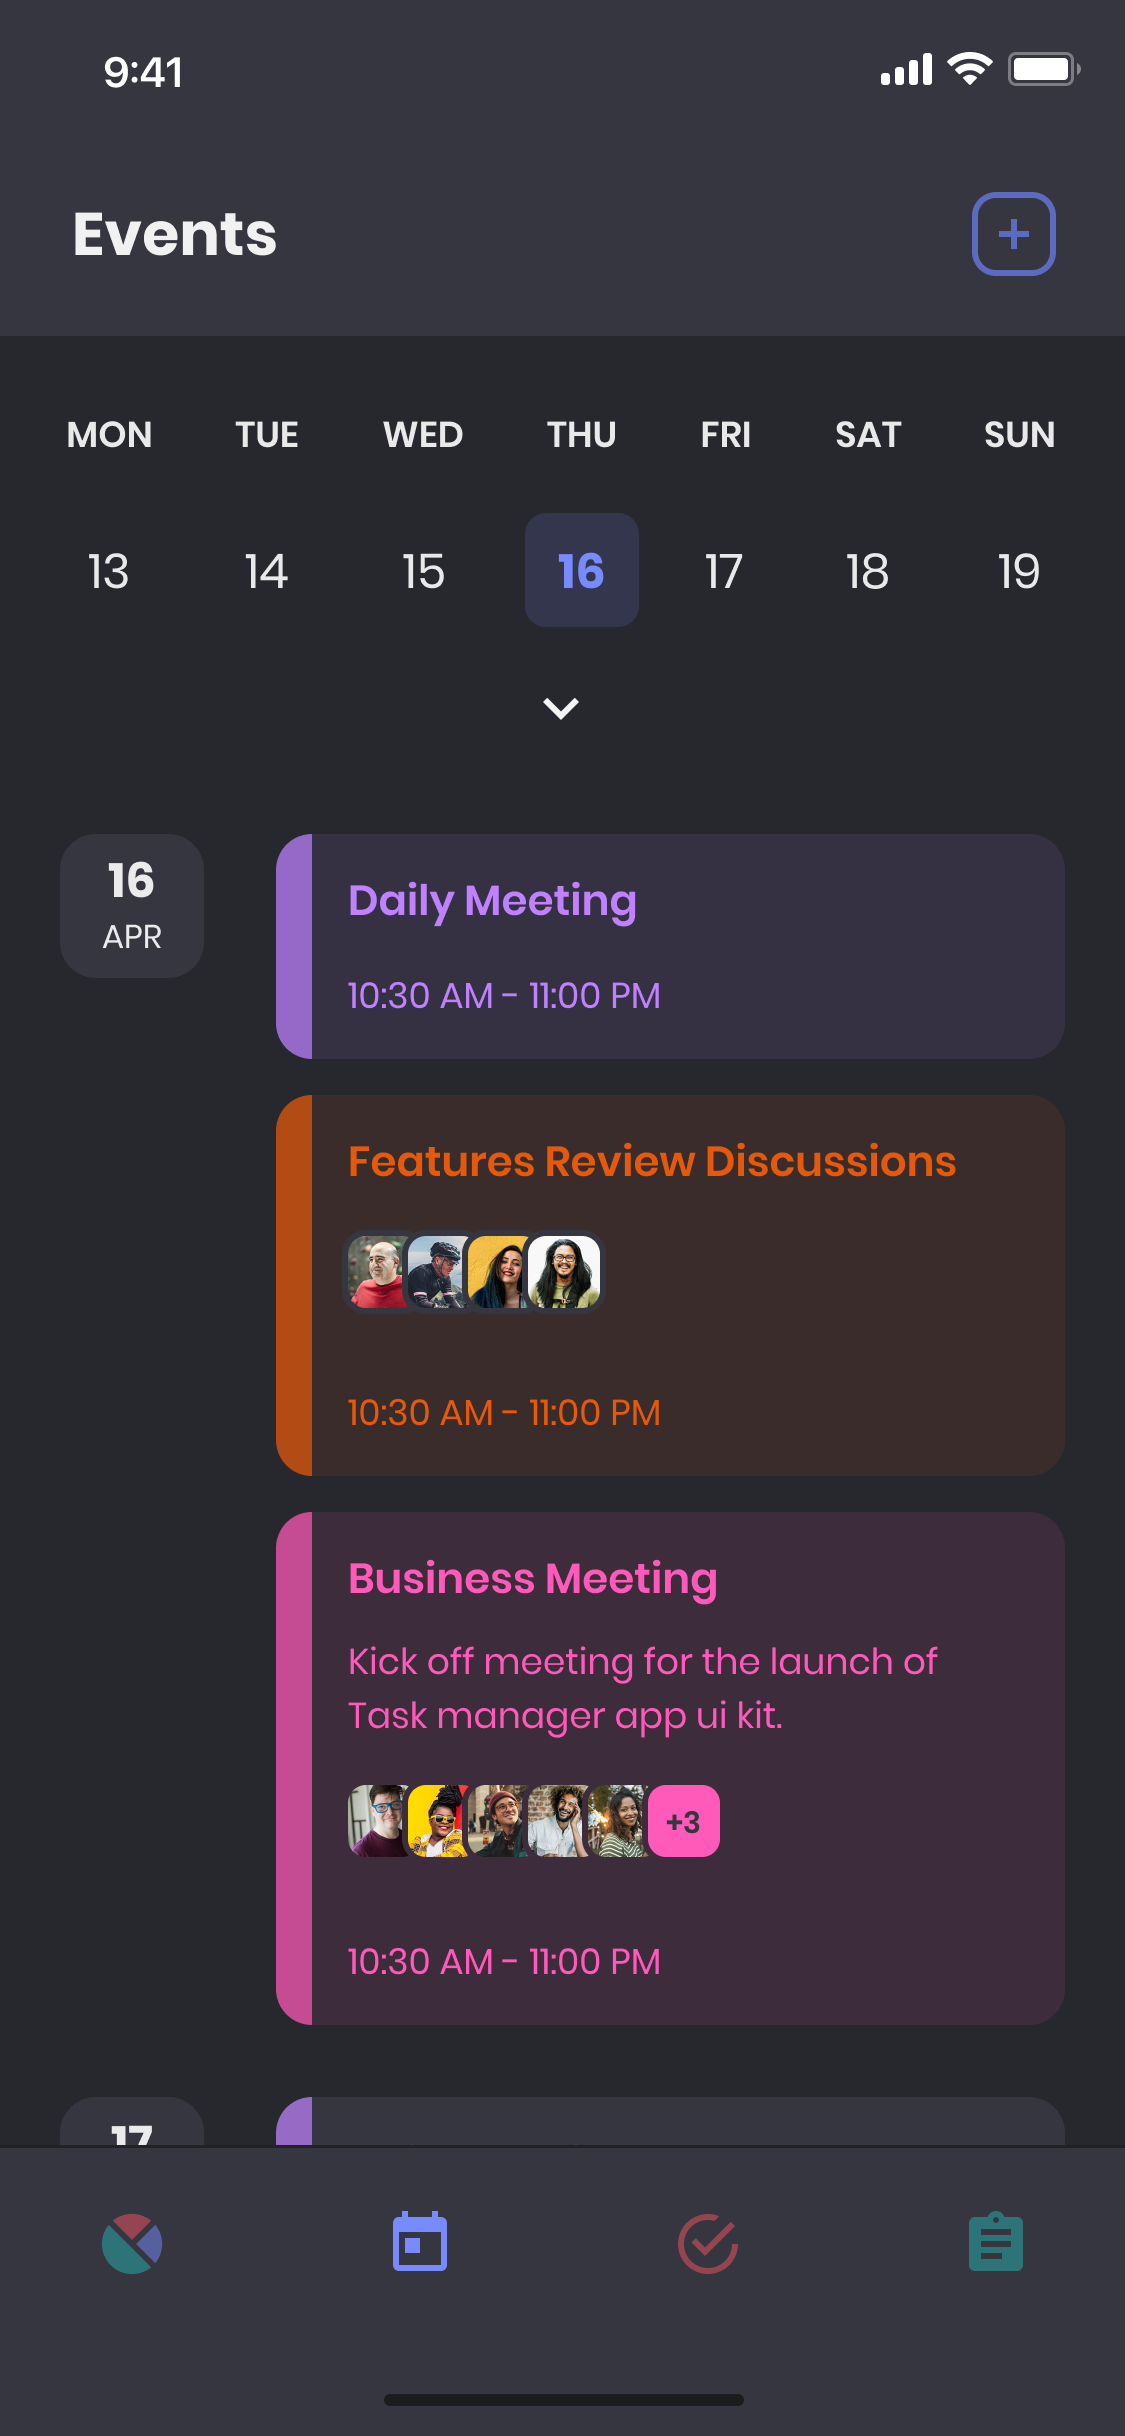 9:41
Events
MON TUE WED THU FRI SAT SUN
13 14 15 16 17 18 19
16
APR
Daily Meeting
10:30 AM - 11:00 PM
Features Review Discussions
10:30 AM - 11:00 PM
Business Meeting
Kick off meeting for the launch of
Task manager app ui kit.
+3
10:30 AM - 11:00 PM
17